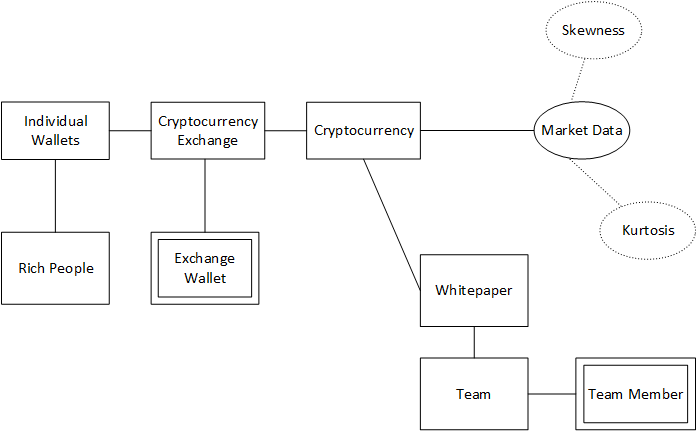 Skewness
Individual
Wallets
Cryptocurrency
Exchange
Cryptocurrency
Market Data
Kurtosis
Rich People
Exchange
Wallet
Whitepaper
Team
Team Member